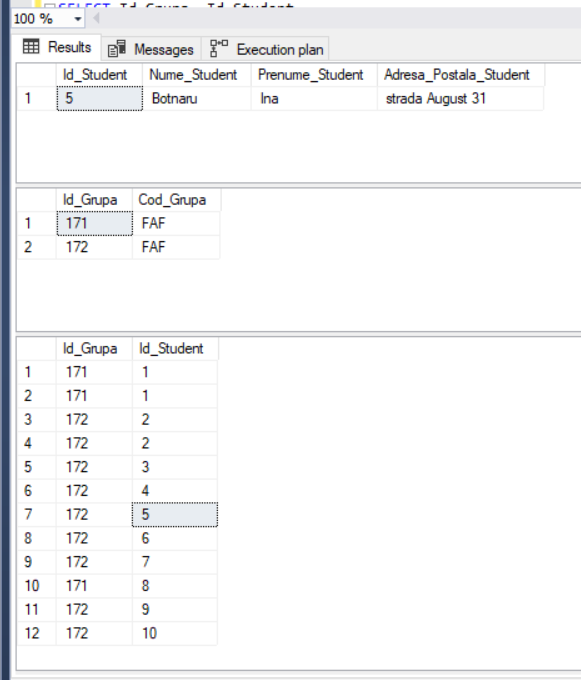 SELECT Id_Grupa, Id_Student
100 %
Results Messages Execution plan
Id_Student Nume_Student Prenume_Student Adresa_Postala_Student
1 5 Botnaru Ina strada August 31
Id_Grupa Cod_Grupa
1 171 FAF
2 172 FAF
Id_Grupa Id_Student
1 171 1
2 171 1
3 172 2
4 172 2
5 172 3
6 172 4
7 172 5
8 172 6
9 172 7
10 171 8
11 172 9
12 172 10